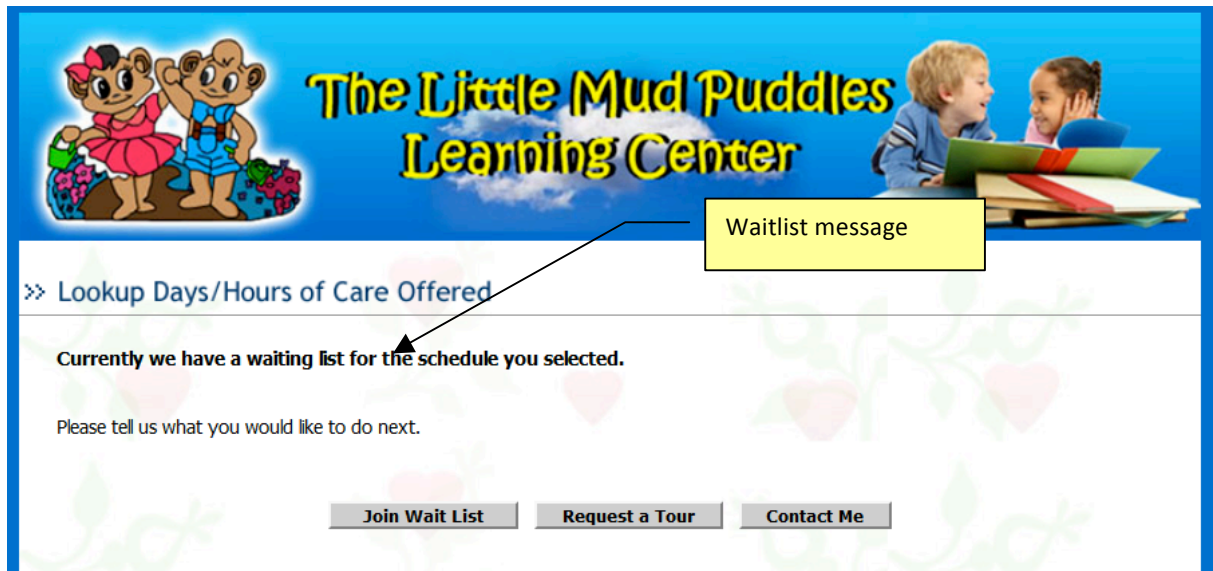 The Little Mud Puddles
Learning Center
Waitlist message
>> Lookup Days/Hours of Care Offered
Currently we have a waiting list for the schedule you selected.
Please tell us what you would like to do next.
Join Wait List
Request a Tour
Contact Me